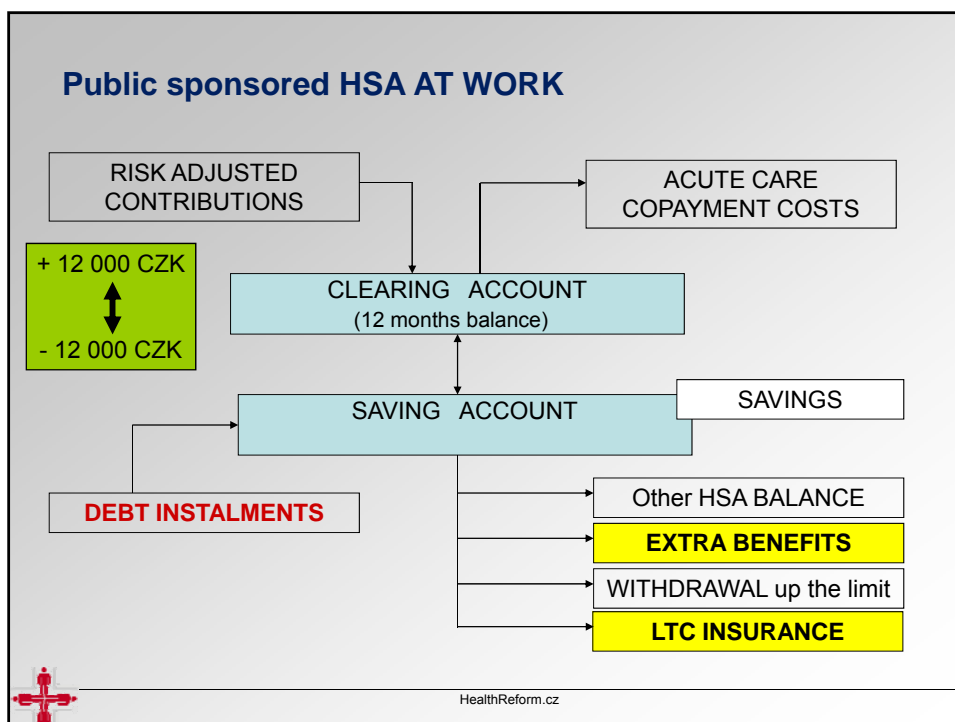 Public sponsored HSA AT WORK
RISK ADJUSTED
CONTRIBUTIONS
ACUTE CARE
COPAYMENT COSTS
+ 12 000 CZK
- 12 000 CZK
CLEARING ACCOUNT
(12 months balance)
SAVING ACCOUNT
SAVINGS
DEBT INSTALMENTS
Other HSA BALANCE
EXTRA BENEFITS
WITHDRAWAL up the limit
LTC INSURANCE
HealthReform.cz